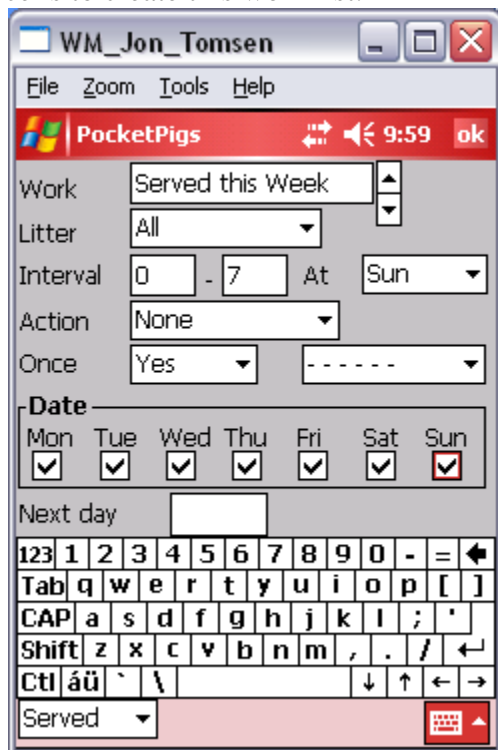 WM_Jon_Tomsen
File Zoom Tools Help
PocketPigs 9:59 ok
Work Served this Week
Litter All
Interval 0 - 7 At Sun
Action None
Once Yes - - - - - -
Date
Mon Tue Wed Thu Fri Sat Sun
Next day
123 1 2 3 4 5 6 7 8 9 0 - =
Tab q w e r t y u i o p [ ]
CAP a s d f g h j k l ; '
Shift z x c v b n m , . /
Ctl áü ` \
Served